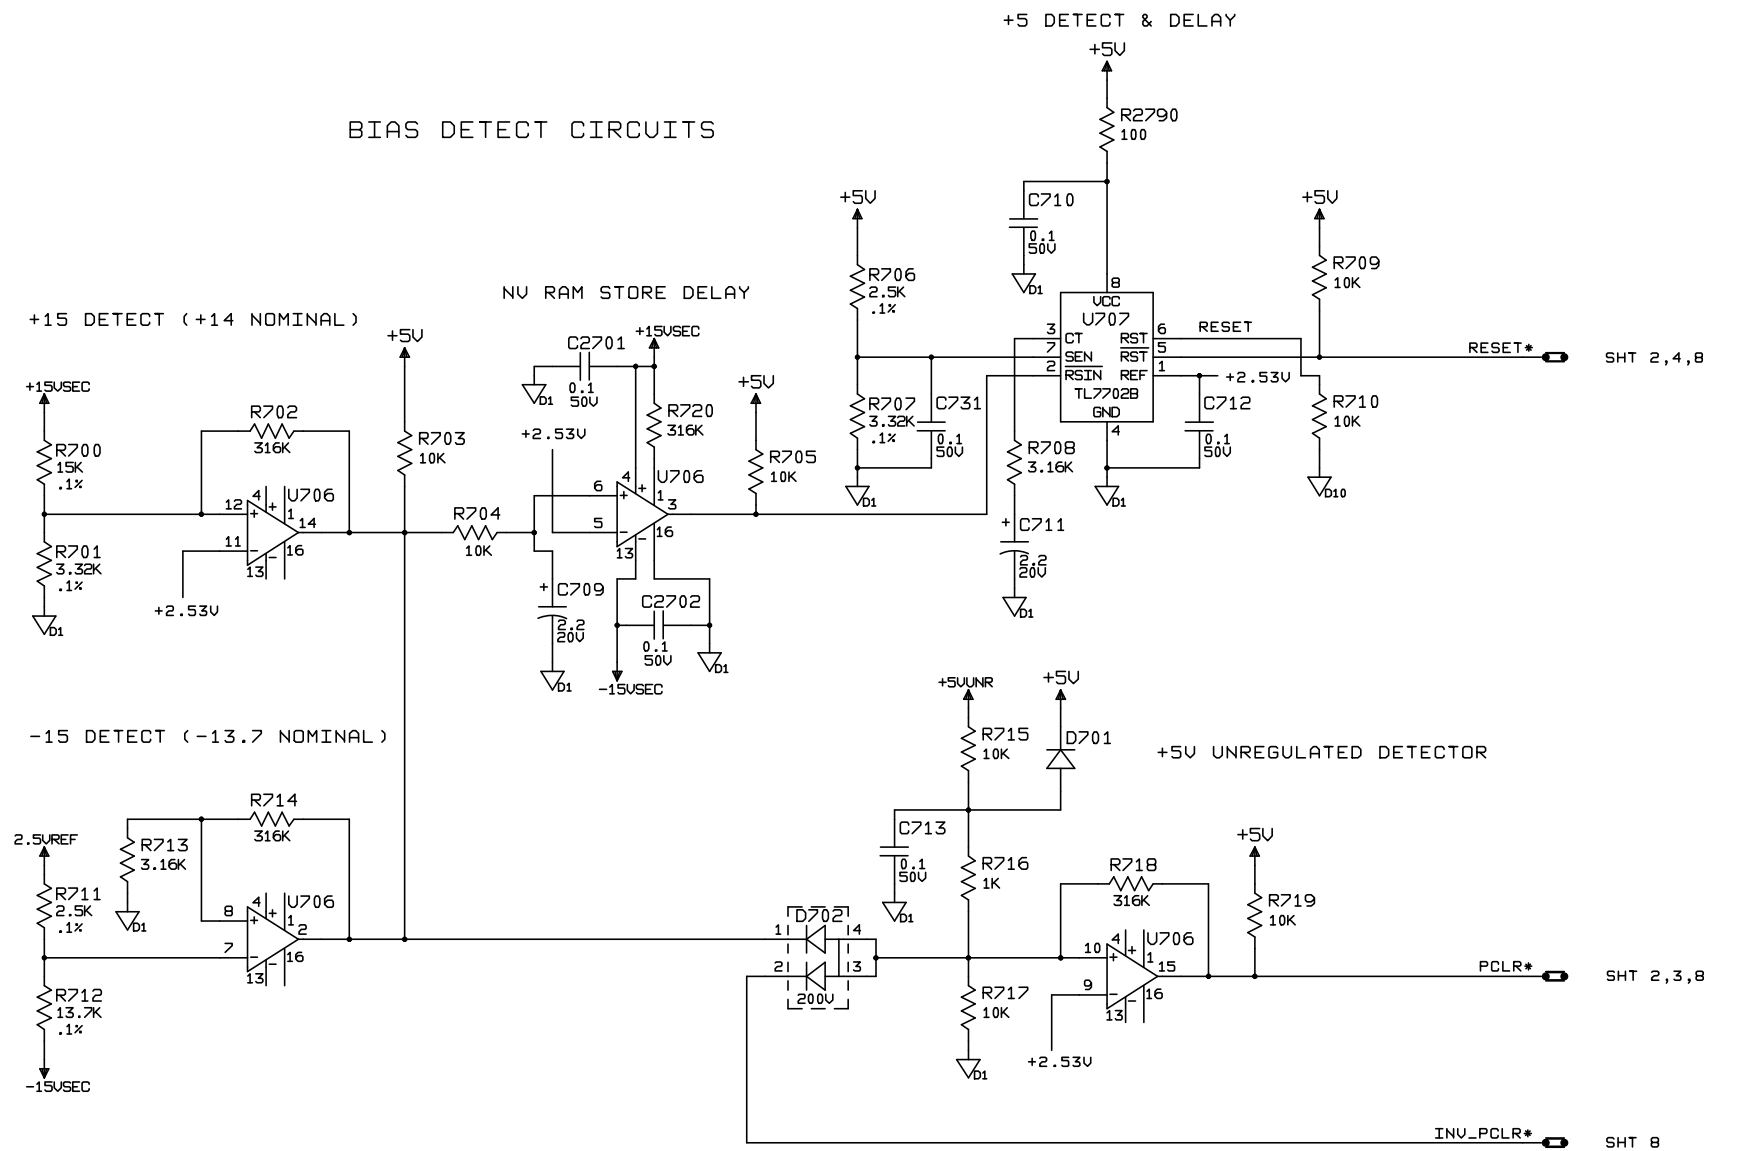 +5 DETECT & DELAY
+5V
R2790
100
BIAS DETECT CIRCUITS
C710
0.1
50V
D1
+5V
R706
2.5K
.1%
+5V
R709
10K
8
VCC
U707
3
CT
RST
6
RESET
7
SEN
RST
5
2
RSIN
REF
1
+2.53V
TL7702B
GND
4
D1
RESET*
SHT 2,4,8
R707
3.32K
.1%
D1
C731
0.1
50V
C712
0.1
50V
R710
10K
D10
R708
3.16K
+
C711
2.2
20V
D1
NV RAM STORE DELAY
+15VSEC
C2701
0.1
50V
D1
R720
316K
+2.53V
+5V
R705
10K
4
+
U706
1
6
+
3
5
-
16
13
-
+15 DETECT (+14 NOMINAL)
+5V
R703
10K
+15VSEC
R700
15K
.1%
R702
316K
4
+
U706
1
12
+
14
11
-
16
13
-
R701
3.32K
.1%
D1
+2.53V
R704
10K
+
C709
2.2
20V
D1
C2702
0.1
50V
D1
-15VSEC
-15 DETECT (-13.7 NOMINAL)
R714
316K
2.5VREF
R713
3.16K
D1
R711
2.5K
.1%
4
+
U706
1
8
+
2
7
-
16
13
-
R712
13.7K
.1%
-15VSEC
+5VUNR
+5V
R715
10K
D701
+5V UNREGULATED DETECTOR
C713
0.1
50V
D1
R716
1K
D702
1
4
2
3
200V
R717
10K
D1
R718
316K
+5V
R719
10K
4
+
U706
1
10
+
15
9
-
16
13
-
+2.53V
PCLR*
SHT 2,3,8
INV_PCLR*
SHT 8